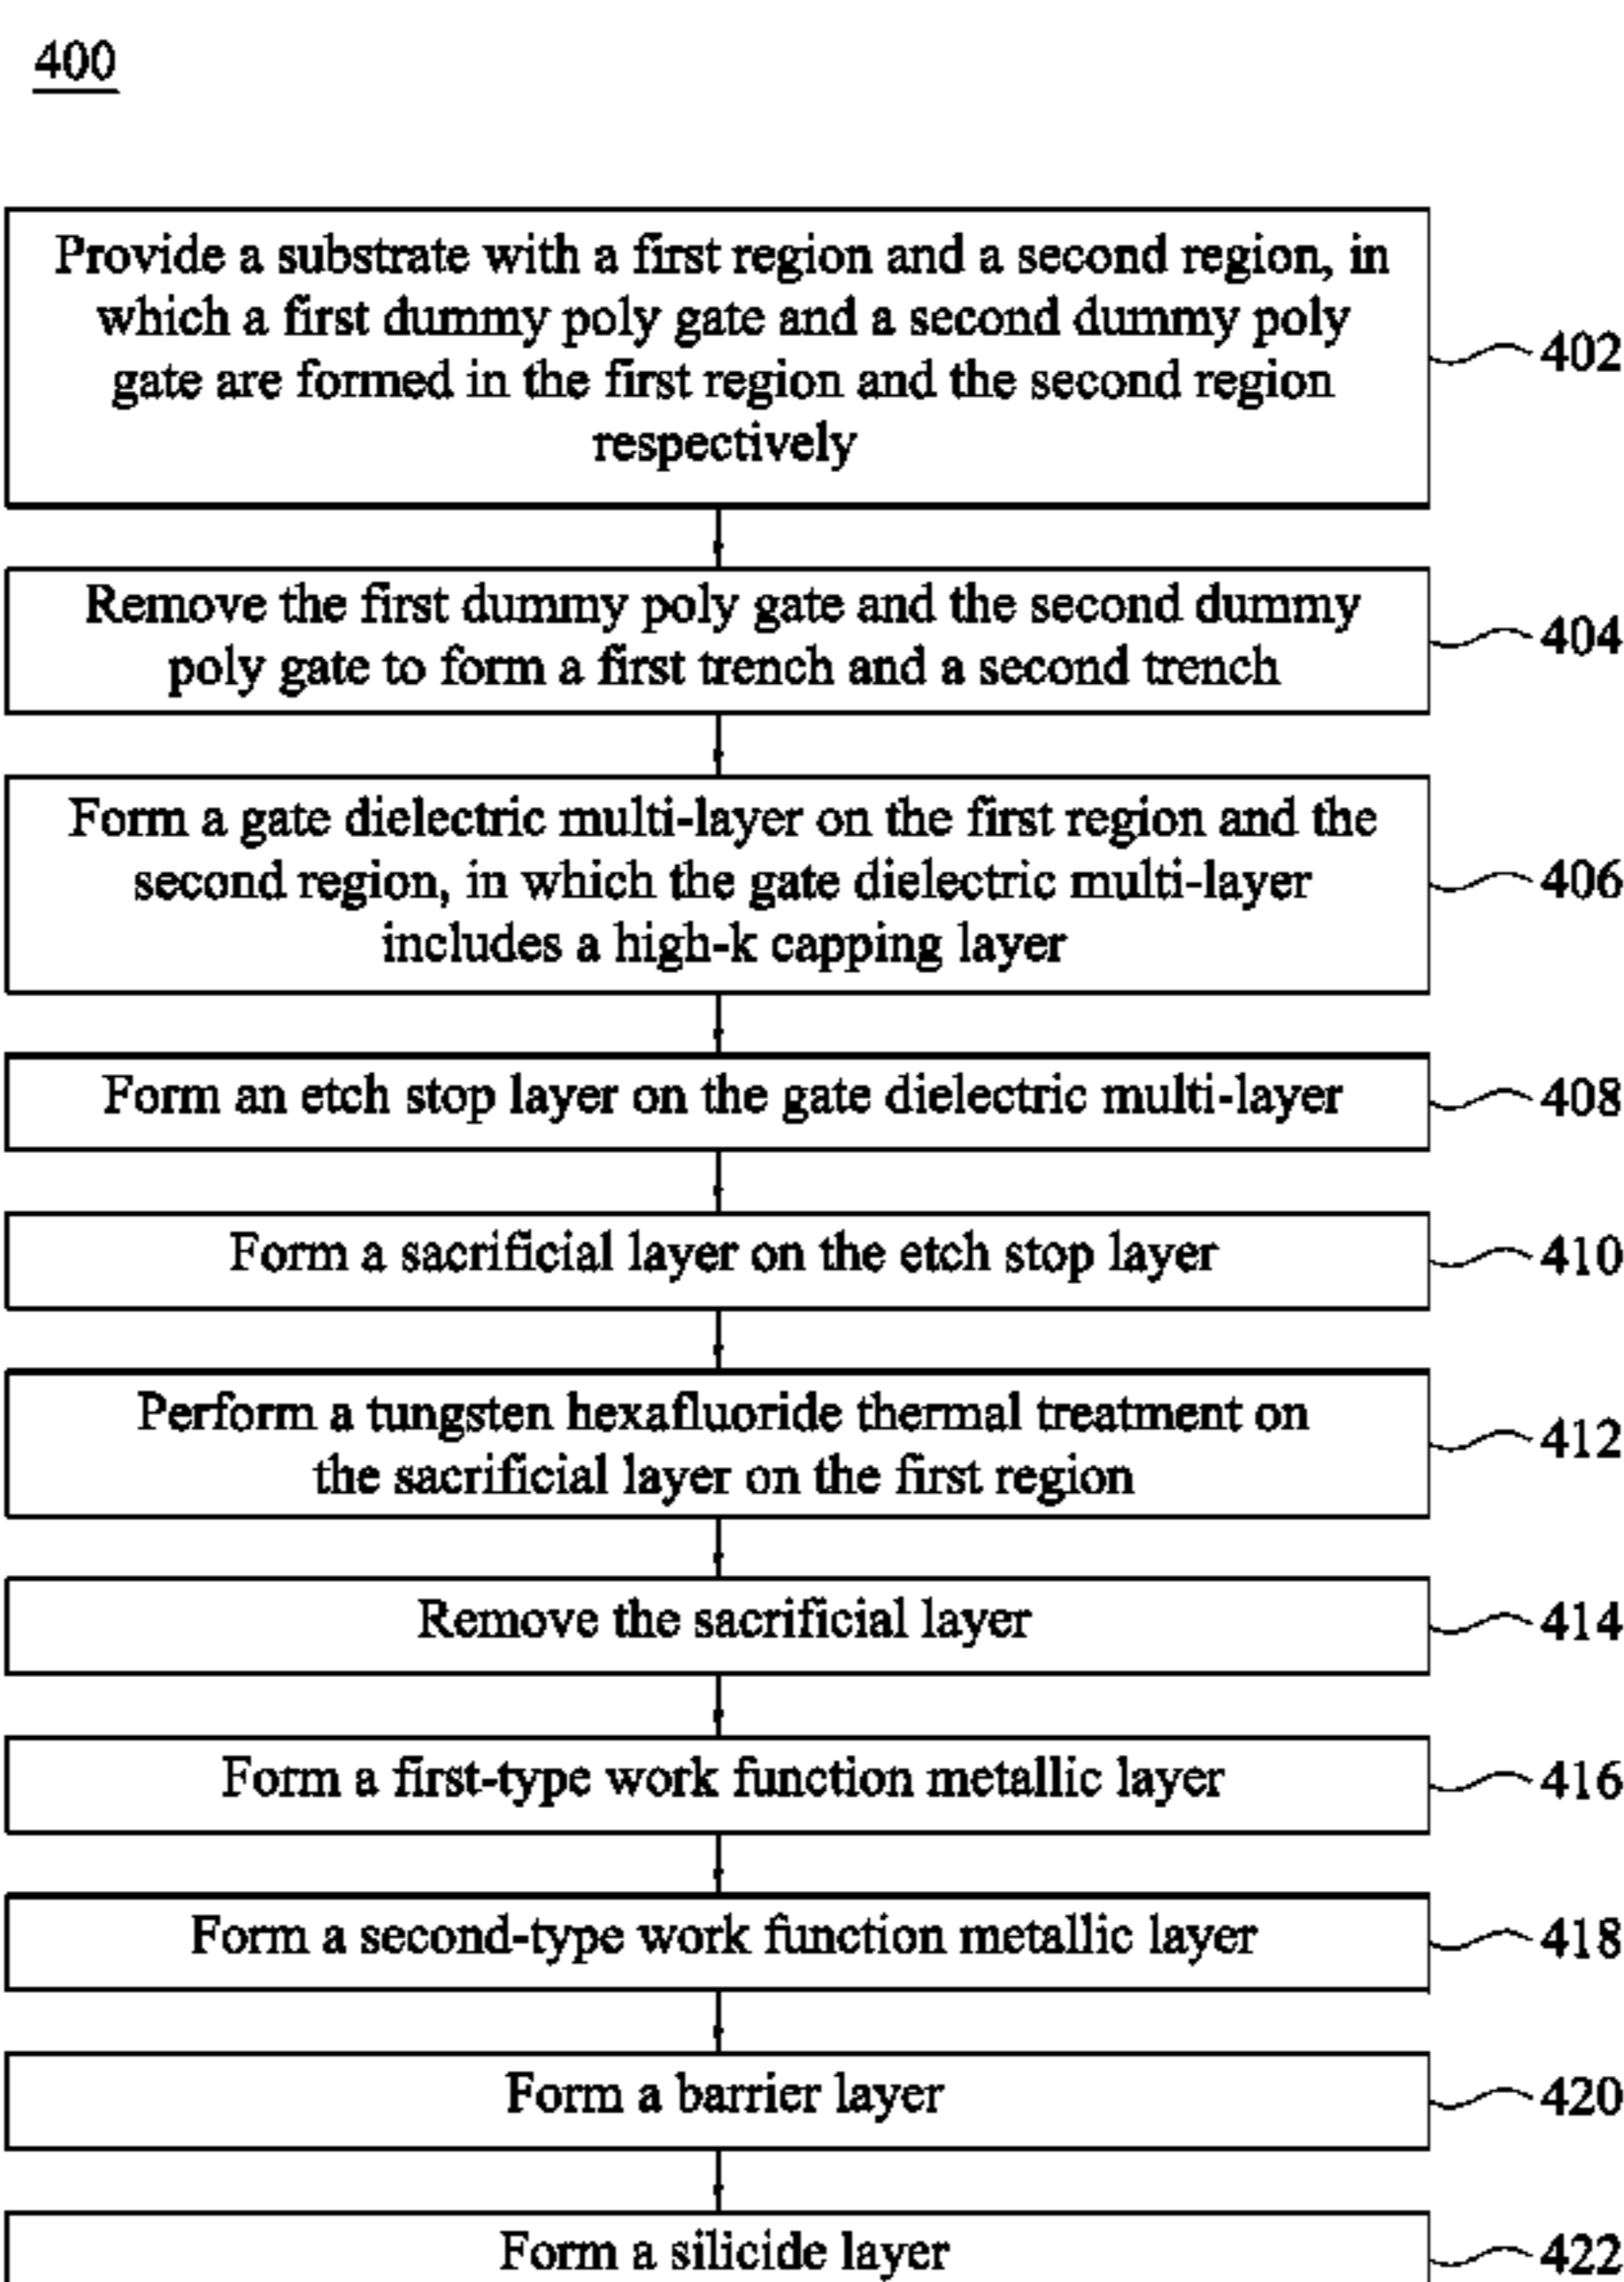 400
Provide a substrate with a first region and a second region, in
which a first dummy poly gate and a second dummy poly
gate are formed in the first region and the second region
respectively
402
Remove the first dummy poly gate and the second dummy
poly gate to form a first trench and a second trench
404
Form a gate dielectric multi-layer on the first region and the
second region, in which the gate dielectric multi-layer
includes a high-k capping layer
406
Form an etch stop layer on the gate dielectric multi-layer
408
Form a sacrificial layer on the etch stop layer
410
Perform a tungsten hexafluoride thermal treatment on
the sacrificial layer on the first region
412
Remove the sacrificial layer
414
Form a first-type work function metallic layer
416
Form a second-type work function metallic layer
418
Form a barrier layer
420
Form a silicide layer
422